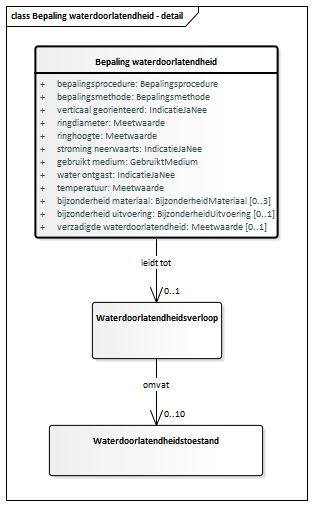 class Bepaling waterdoorlatendheid - detail
Bepaling waterdoorlatendheid
+ bepalingsprocedure: Bepalingsprocedure
+ bepalingsmethode: Bepalingsmethode
+ verticaal georienteerd: IndicatieJaNee
+ ringdiameter: Meetwaarde
+ ringhoogte: Meetwaarde
+ stroming neerwaarts: IndicatieJaNee
+ gebruikt medium: GebruiktMedium
+ water ontgast: IndicatieJaNee
+ temperatuur: Meetwaarde
+ bijzonderheid materiaal: BijzonderheidMateriaal [0..3]
+ bijzonderheid uitvoering: BijzonderheidUitvoering [0..1]
+ verzadigde waterdoorlatendheid: Meetwaarde [0..1]
leidt tot
0..1
Waterdoorlatendheidsverloop
omvat
0..10
Waterdoorlatendheidstoestand